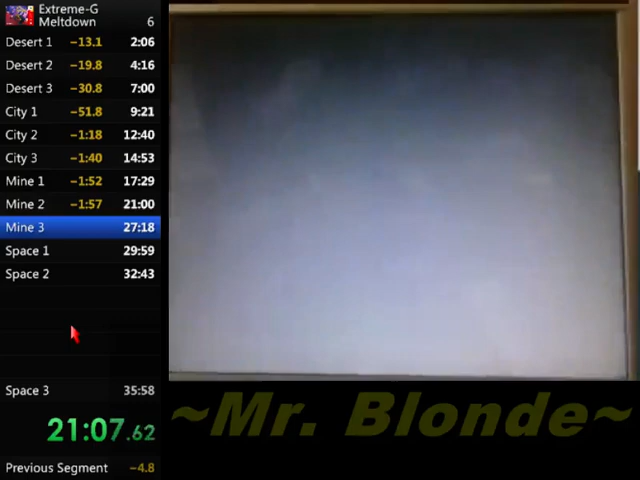 Extreme-G
Meltdown 6
Desert 1 −13.1 2:06
Desert 2 −19.8 4:16
Desert 3 −30.8 7:00
City 1 −51.8 9:21
City 2 −1:18 12:40
City 3 −1:40 14:53
Mine 1 −1:52 17:29
Mine 2 −1:57 21:00
Mine 3 27:18
Space 1 29:59
Space 2 32:43
Space 3 35:58
21:07.62
Previous Segment −4.8
~Mr. Blonde~